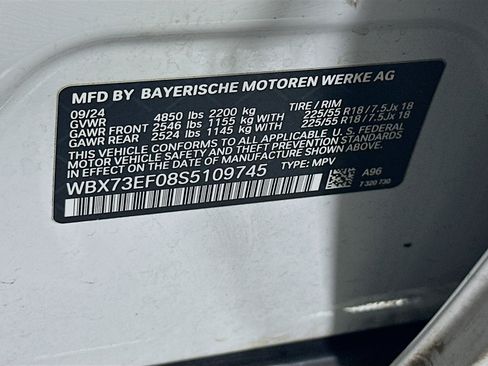 MFD BY BAYERISCHE MOTOREN WERKE AG
09/24 TIRE / RIM
GVWR 4850 lbs 2200 kg
GAWR FRONT 2546 lbs 1155 kg 225/55 R18 / 7.5Jx 18
GAWR REAR 2524 lbs 1145 kg 225/55 R18 / 7.5Jx 18
THIS VEHICLE CONFORMS TO ALL APPLICABLE U. S. FEDERAL
MOTOR VEHICLE SAFETY AND THEFT PREVENTION STANDARDS
IN EFFECT ON THE DATE OF MANUFACTURE SHOWN ABOVE.
WBX73EF08S5109745 TYPE: MPV
A96
7 320 730